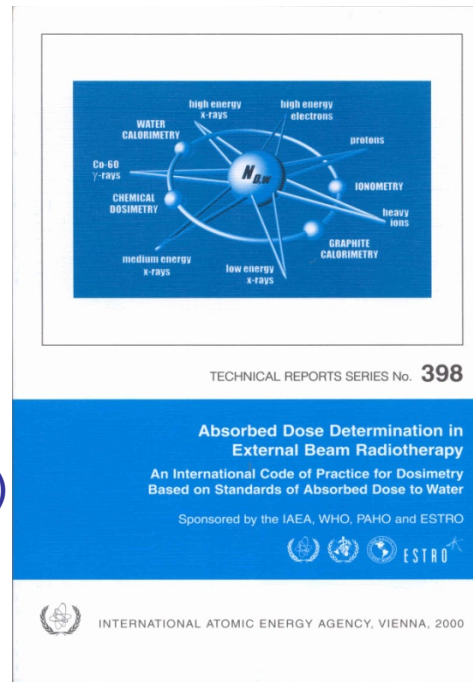 high energy
x-rays
high energy
electrons
WATER
CALORIMETRY
protons
Co-60
γ-rays
N D,w
IONOMETRY
CHEMICAL
DOSIMETRY
heavy
ions
GRAPHITE
CALORIMETRY
medium energy
x-rays
low energy
x-rays
TECHNICAL REPORTS SERIES No. 398
Absorbed Dose Determination in
External Beam Radiotherapy
An International Code of Practice for Dosimetry
Based on Standards of Absorbed Dose to Water
Sponsored by the IAEA, WHO, PAHO and ESTRO
ESTRO
)
INTERNATIONAL ATOMIC ENERGY AGENCY, VIENNA, 2000